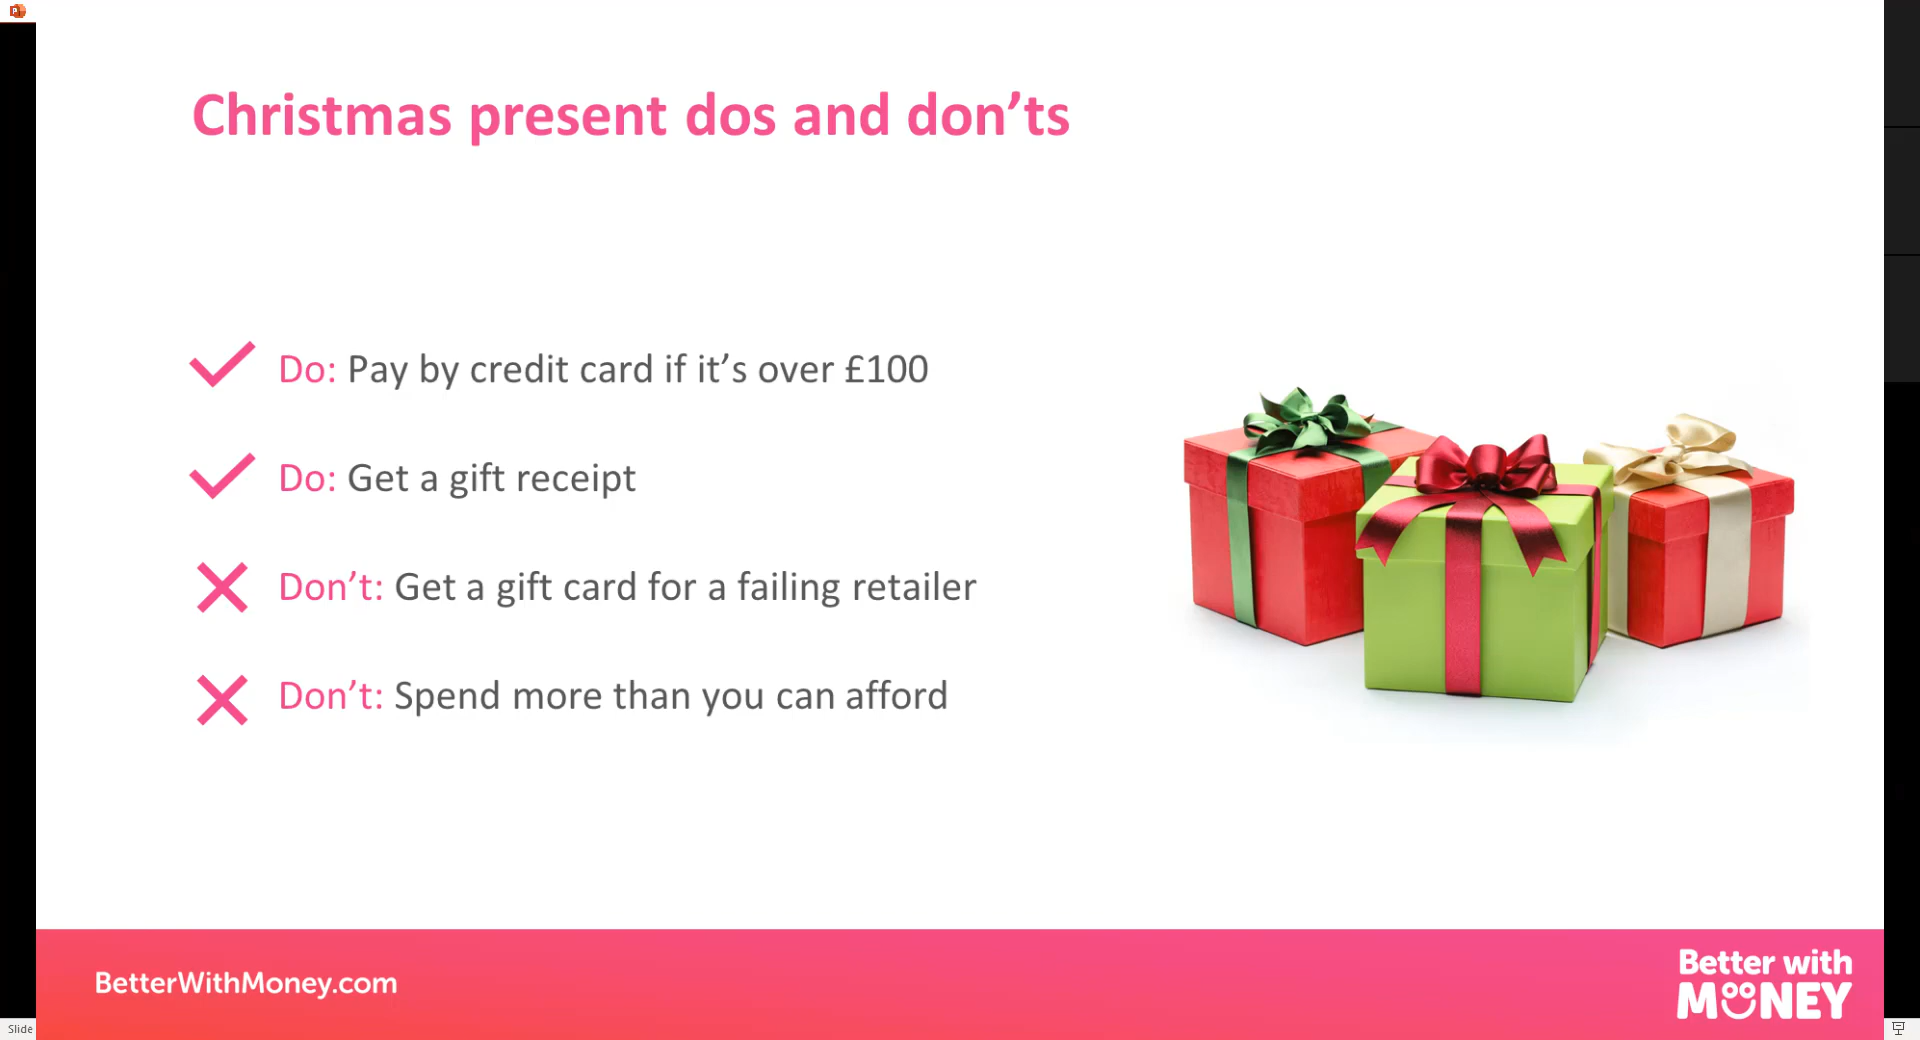 Christmas present dos and don’ts
Do: Pay by credit card if it’s over £100
Do: Get a gift receipt
Don’t: Get a gift card for a failing retailer
Don’t: Spend more than you can afford
BetterWithMoney.com
Better with
MONEY
Slide